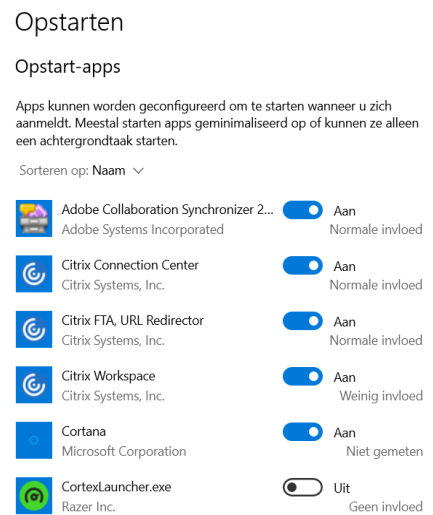 Opstarten
Opstart-apps
Apps kunnen worden geconfigureerd om te starten wanneer u zich
aanmeldt. Meestal starten apps geminimaliseerd op of kunnen ze alleen
een achtergrondtaak starten.
Sorteren op: Naam
Adobe Collaboration Synchronizer 2... Aan
Adobe Systems Incorporated Normale invloed
Citrix Connection Center Aan
Citrix Systems, Inc. Normale invloed
Citrix FTA, URL Redirector Aan
Citrix Systems, Inc. Normale invloed
Citrix Workspace Aan
Citrix Systems, Inc. Weinig invloed
Cortana Aan
Microsoft Corporation Niet gemeten
CortexLauncher.exe Uit
Razer Inc. Geen invloed